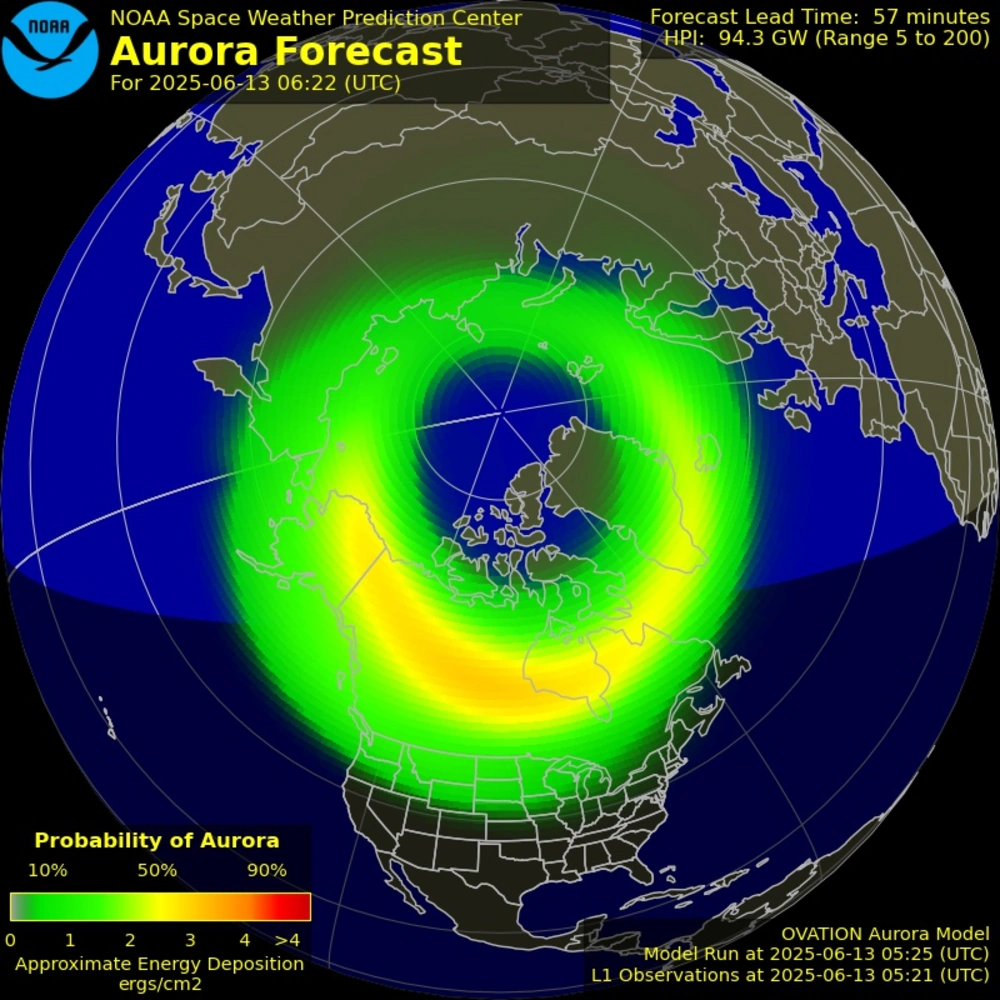 NOAA
NOAA Space Weather Prediction Center
Aurora Forecast
For 2025-06-13 06:22 (UTC)
Forecast Lead Time: 57 minutes
HPI: 94.3 GW (Range 5 to 200)
Probability of Aurora
10% 50% 90%
0 1 2 3 4 >4
Approximate Energy Deposition
ergs/cm2
OVATION Aurora Model
Model Run at 2025-06-13 05:25 (UTC)
L1 Observations at 2025-06-13 05:21 (UTC)